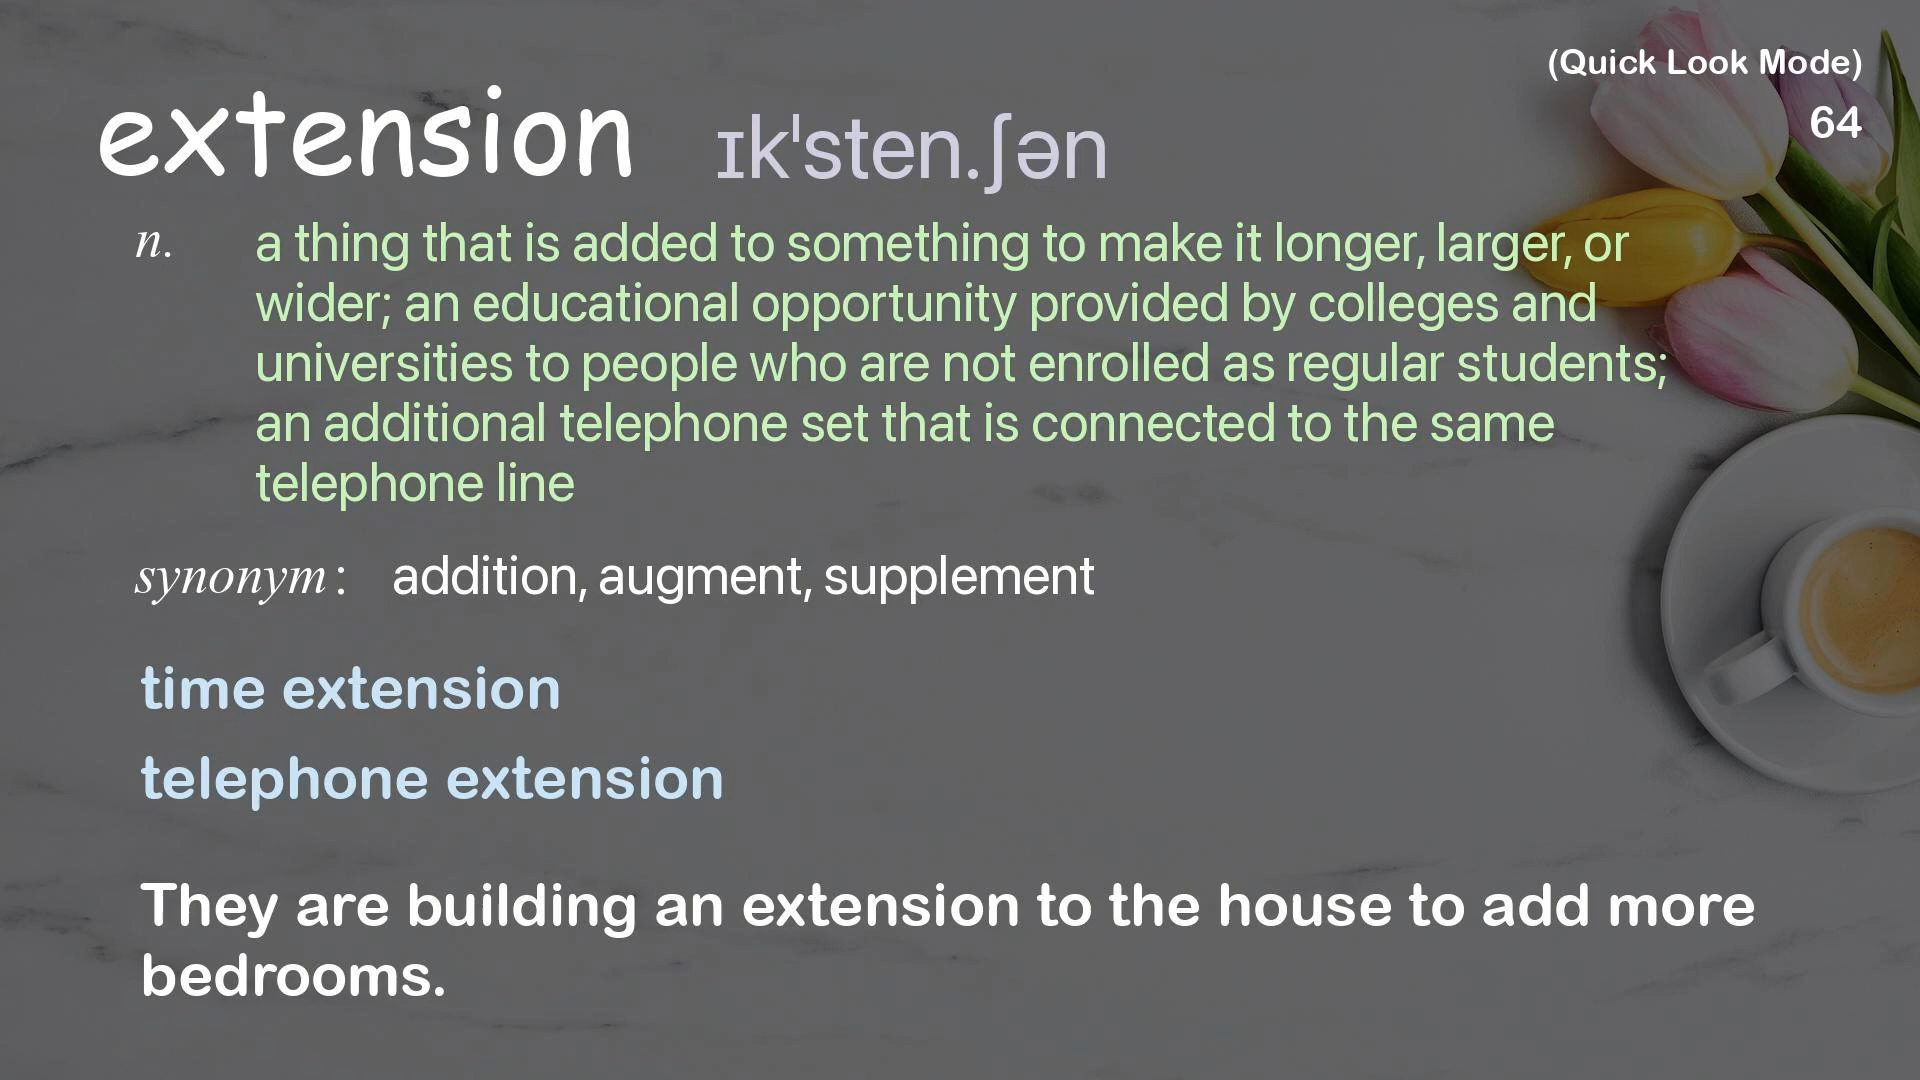 (Quick Look Mode)
64
extension ɪkˈsten.ʃən
n. a thing that is added to something to make it longer, larger, or
wider; an educational opportunity provided by colleges and
universities to people who are not enrolled as regular students;
an additional telephone set that is connected to the same
telephone line
synonym: addition, augment, supplement
time extension
telephone extension
They are building an extension to the house to add more
bedrooms.